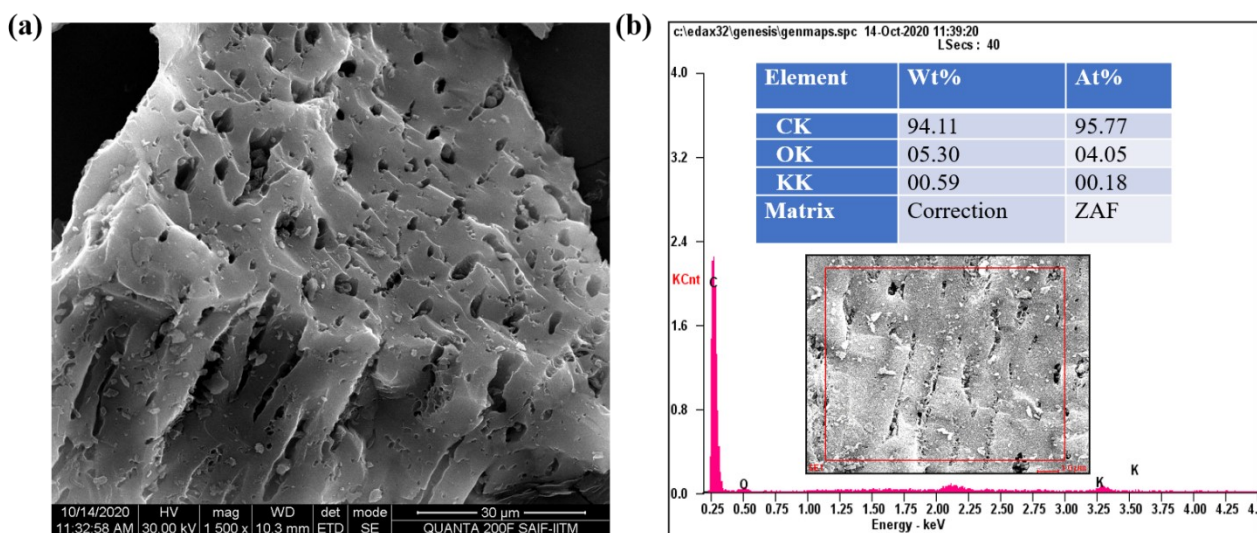 (a)
10/14/2020 HV mag WD det mode
11:32:58 AM 30.00 kV 1 500 x 10.3 mm ETD SE
30 µm
QUANTA 200F SAIF-IITM
(b)
c:\edax32\genesis\genmaps.spc 14-Oct-2020 11:39:20
LSecs : 40
Element Wt% At%
CK 94.11 95.77
OK 05.30 04.05
KK 00.59 00.18
Matrix Correction ZAF
4.0
3.2
2.4
KCnt
1.6
0.8
0.0
C
O
K
K
0.25 0.50 0.75 1.00 1.25 1.50 1.75 2.00 2.25 2.50 2.75 3.00 3.25 3.50 3.75 4.00 4.25
Energy - keV